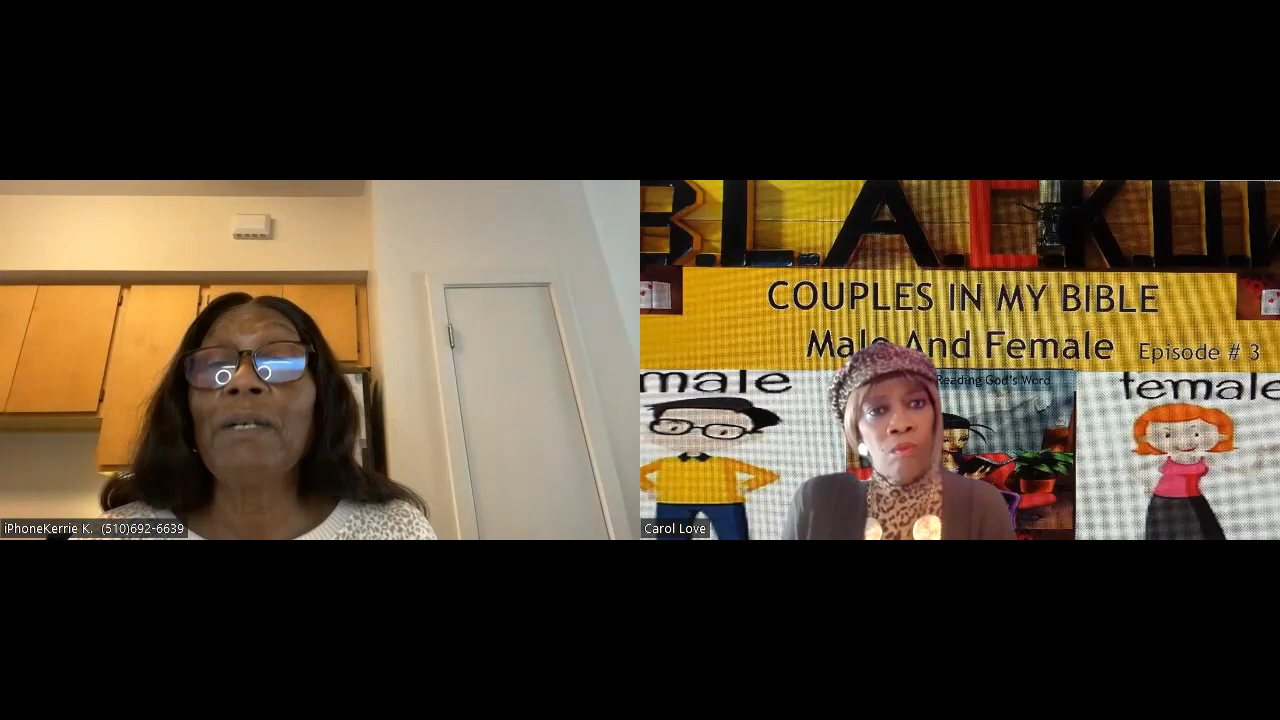 B.L.A.C.K.
COUPLES IN MY BIBLE
Male And Female Episode # 3
male
Reading God's Word
female
iPhoneKerrie K. (510)692-6639
Carol Love